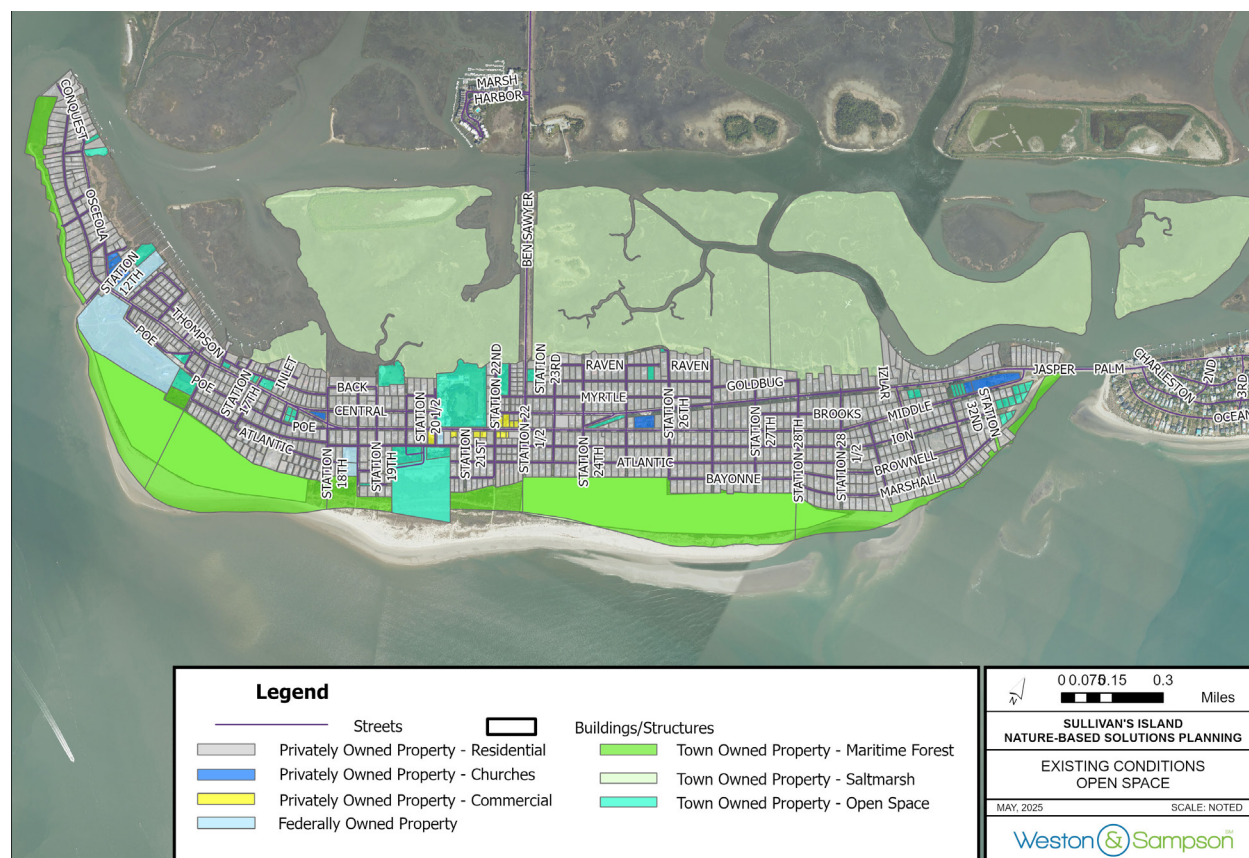 MARSH
HARBOR
CONQUEST
OSCEOLA
STATION
12TH
BEN SAWYER
THOMPSON
POE
POE
STATION
17TH
INLET
BACK
CENTRAL
POE
ATLANTIC
STATION
18TH
STATION
19TH
STATION
20 1/2
STATION
21ST
STATION 22ND
STATION 22
1/2
STATION
23RD
RAVEN
RAVEN
MYRTLE
STATION
24TH
ATLANTIC
STATION
26TH
GOLDBUG
BAYONNE
STATION
27TH
STATION 28TH
STATION 28
1/2
BROOKS
IZLAR
MIDDLE
ION
BROWNELL
MARSHALL
STATION
32ND
JASPER
PALM
CHARLESTON
2ND
3RD
OCEAN
Legend
Streets
Buildings/Structures
Privately Owned Property - Residential
Privately Owned Property - Churches
Privately Owned Property - Commercial
Federally Owned Property
Town Owned Property - Maritime Forest
Town Owned Property - Saltmarsh
Town Owned Property - Open Space
N
0 0.075 0.15 0.3
Miles
SULLIVAN'S ISLAND
NATURE-BASED SOLUTIONS PLANNING
EXISTING CONDITIONS
OPEN SPACE
MAY, 2025 SCALE: NOTED
Weston & Sampson